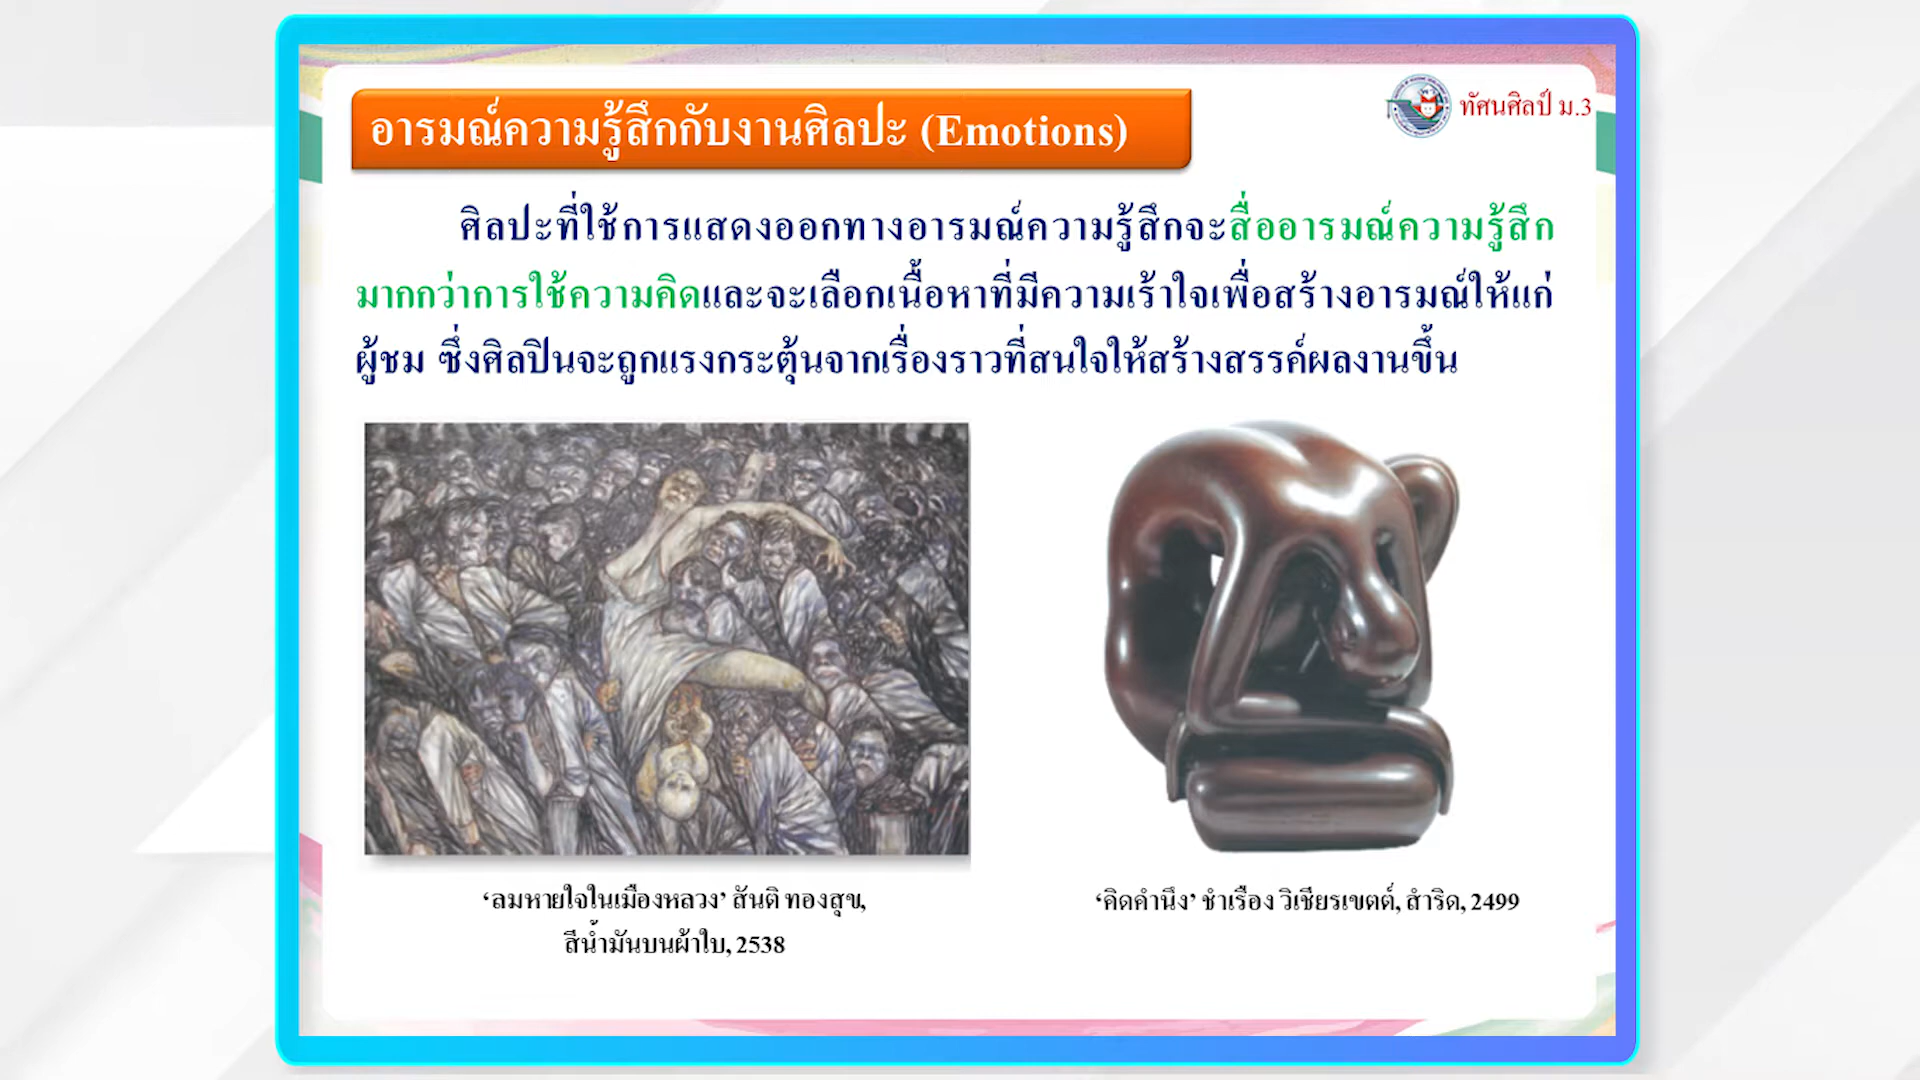 ทัศนศิลป์ ม.3
อารมณ์ความรู้สึกกับงานศิลปะ (Emotions)
ศิลปะที่ใช้การแสดงออกทางอารมณ์ความรู้สึกจะสื่ออารมณ์ความรู้สึก
มากกว่าการใช้ความคิดและจะเลือกเนื้อหาที่มีความเร้าใจเพื่อสร้างอารมณ์ให้แก่
ผู้ชม ซึ่งศิลปินจะถูกแรงกระตุ้นจากเรื่องราวที่สนใจให้สร้างสรรค์ผลงานขึ้น
‘ลมหายใจในเมืองหลวง’ สันติ ทองสุข,
สีน้ำมันบนผ้าใบ, 2538
‘คิดคำนึง’ ชำเรือง วิเชียรเขตต์, สำริด, 2499